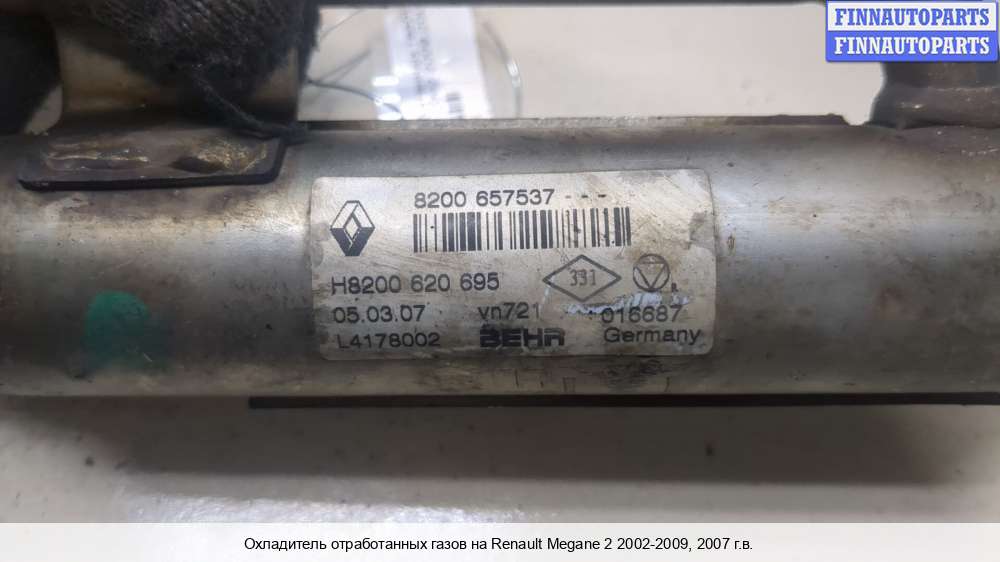 FINNAUTOPARTS
FINNAUTOPARTS
8200 657537 - - -
H8200 620 695
331
05.03.07 vn721 016687
L4178002 BEHR Germany
Охладитель отработанных газов на Renault Megane 2 2002-2009, 2007 г.в.